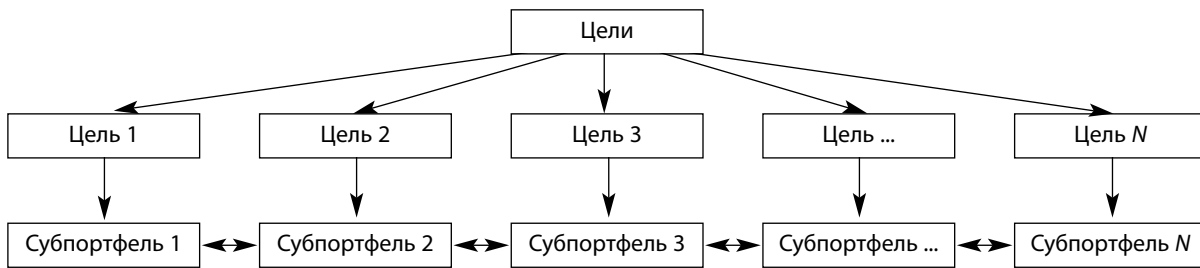 Цели
Цель 1
Цель 2
Цель 3
Цель ...
Цель N
Субпортфель 1
Субпортфель 2
Субпортфель 3
Субпортфель ...
Субпортфель N